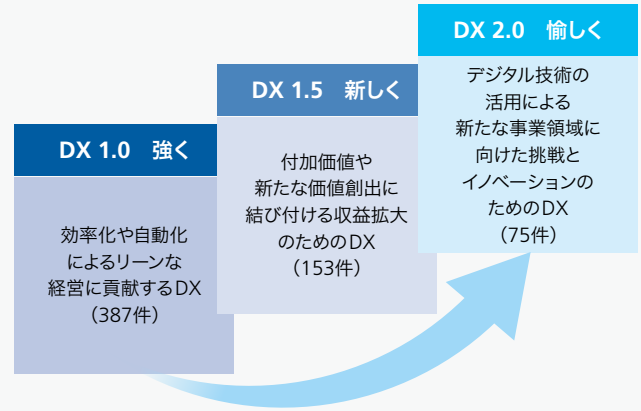 DX 1.0 強く
効率化や自動化
によるリーンな
経営に貢献するDX
（387件）
DX 1.5 新しく
付加価値や
新たな価値創出に
結び付ける収益拡大
のためのDX
（153件）
DX 2.0 愉しく
デジタル技術の
活用による
新たな事業領域に
向けた挑戦と
イノベーションの
ためのDX
（75件）